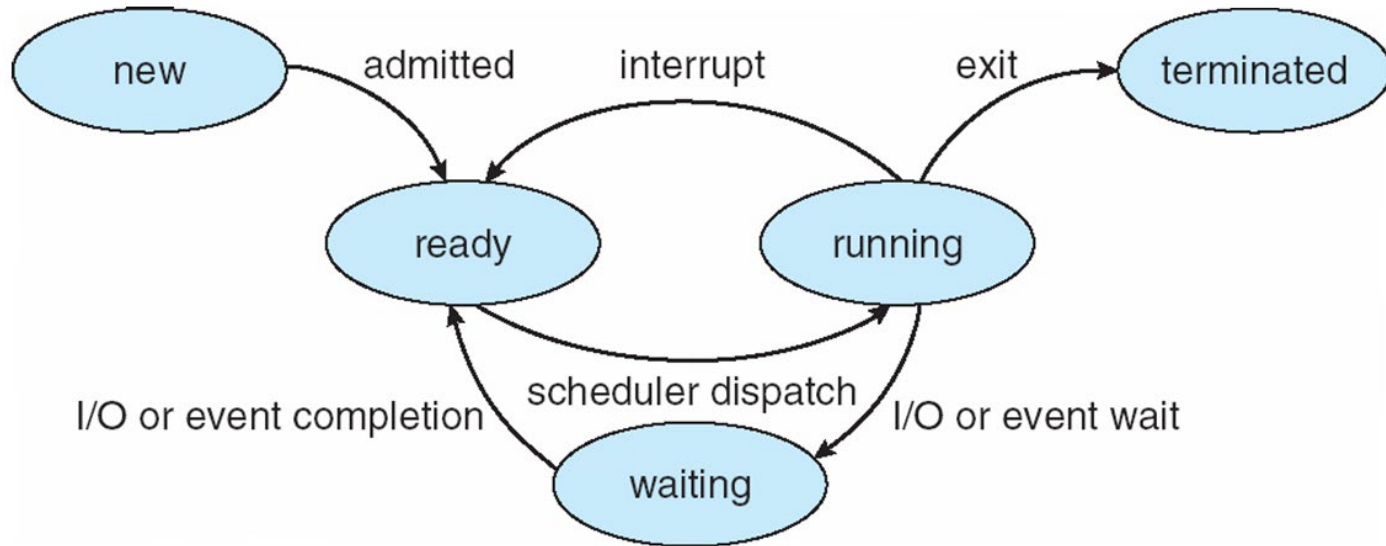 new
admitted
interrupt
exit
terminated
ready
running
scheduler dispatch
I/O or event completion
I/O or event wait
waiting